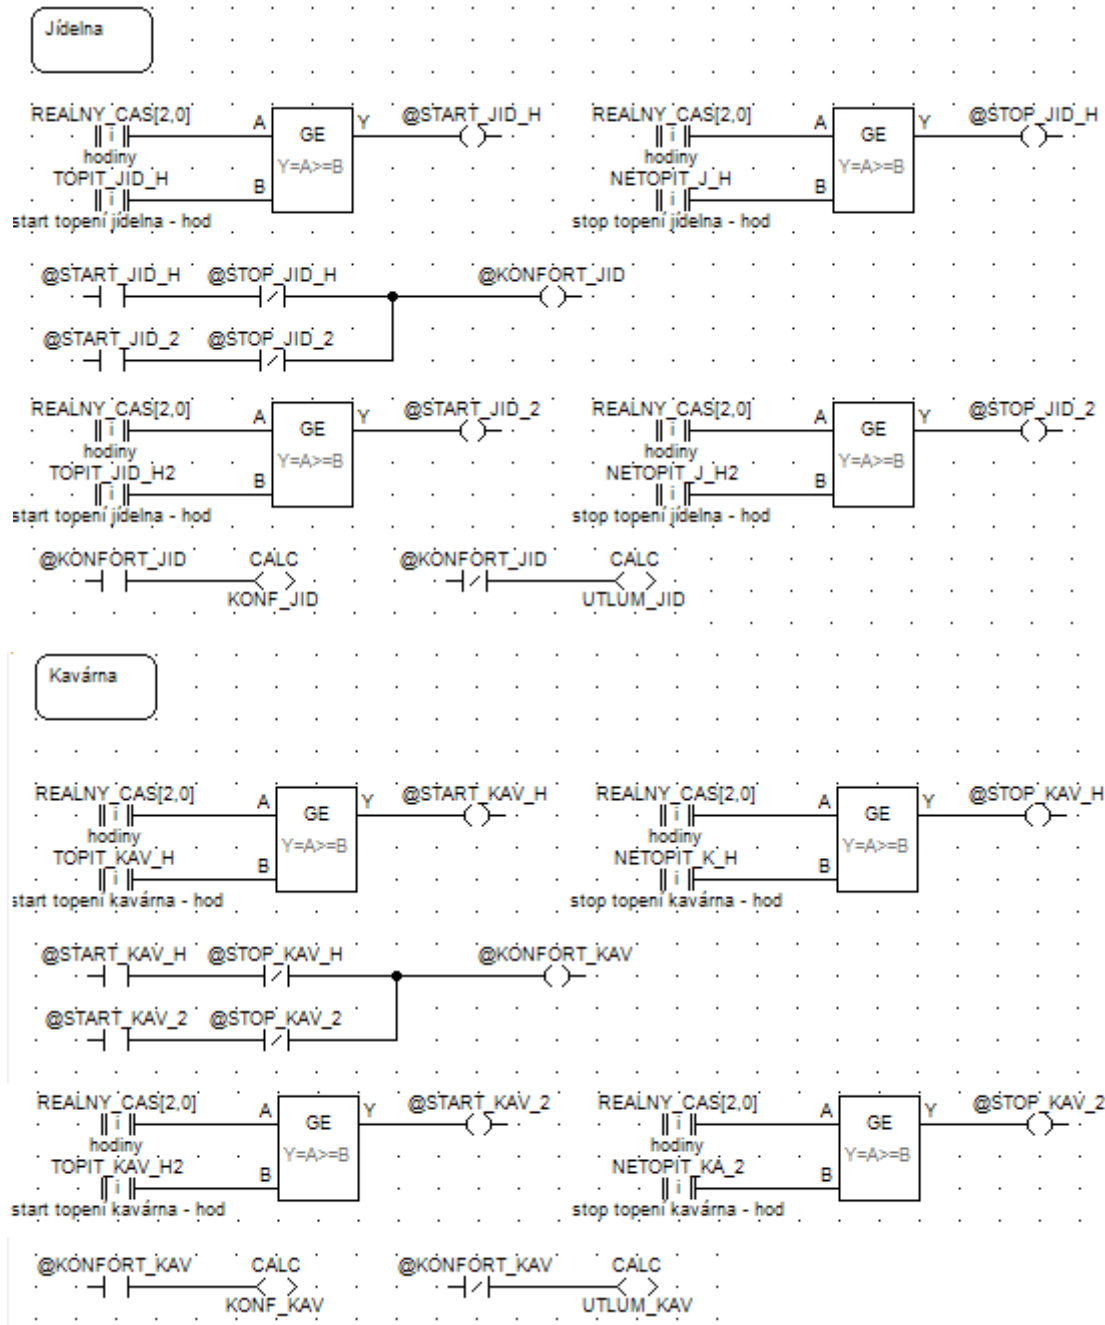 Jídelna
REALNY_CAS[2,0] A GE Y @START_JID_H REALNY_CAS[2,0] A GE Y @STOP_JID_H
hodiny Y=A>=B hodiny Y=A>=B
TOPIT_JID_H B NETOPIT_J_H B
start topení jídelna - hod stop topení jídelna - hod
@START_JID_H @STOP_JID_H @KONFORT_JID
@START_JID_2 @STOP_JID_2
REALNY_CAS[2,0] A GE Y @START_JID_2 REALNY_CAS[2,0] A GE Y @STOP_JID_2
hodiny Y=A>=B hodiny Y=A>=B
TOPIT_JID_H2 B NETOPIT_J_H2 B
start topení jídelna - hod stop topení jídelna - hod
@KONFORT_JID CALC @KONFORT_JID CALC
KONF_JID UTLUM_JID
Kavárna
REALNY_CAS[2,0] A GE Y @START_KAV_H REALNY_CAS[2,0] A GE Y @STOP_KAV_H
hodiny Y=A>=B hodiny Y=A>=B
TOPIT_KAV_H B NETOPIT_K_H B
start topení kavárna - hod stop topení kavárna - hod
@START_KAV_H @STOP_KAV_H @KONFORT_KAV
@START_KAV_2 @STOP_KAV_2
REALNY_CAS[2,0] A GE Y @START_KAV_2 REALNY_CAS[2,0] A GE Y @STOP_KAV_2
hodiny Y=A>=B hodiny Y=A>=B
TOPIT_KAV_H2 B NETOPIT_KA_2 B
start topení kavárna - hod stop topení kavárna - hod
@KONFORT_KAV CALC @KONFORT_KAV CALC
KONF_KAV UTLUM_KAV